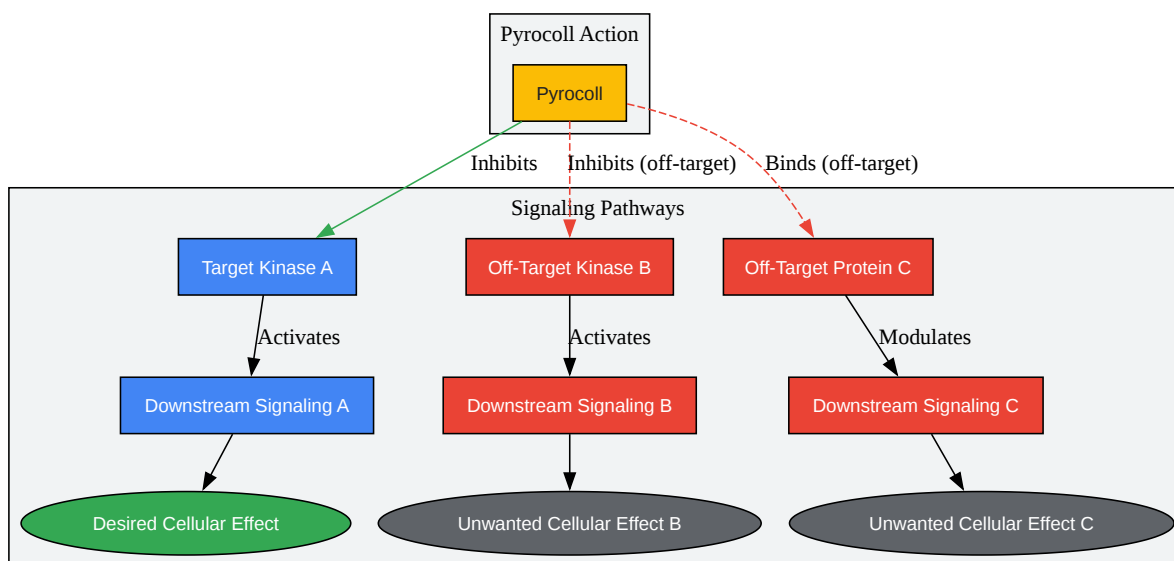 Pyrocoll Action
Pyrocoll
Inhibits
Inhibits (off-target)
Binds (off-target)
Signaling Pathways
Target Kinase A
Off-Target Kinase B
Off-Target Protein C
Activates
Activates
Modulates
Downstream Signaling A
Downstream Signaling B
Downstream Signaling C
Desired Cellular Effect
Unwanted Cellular Effect B
Unwanted Cellular Effect C